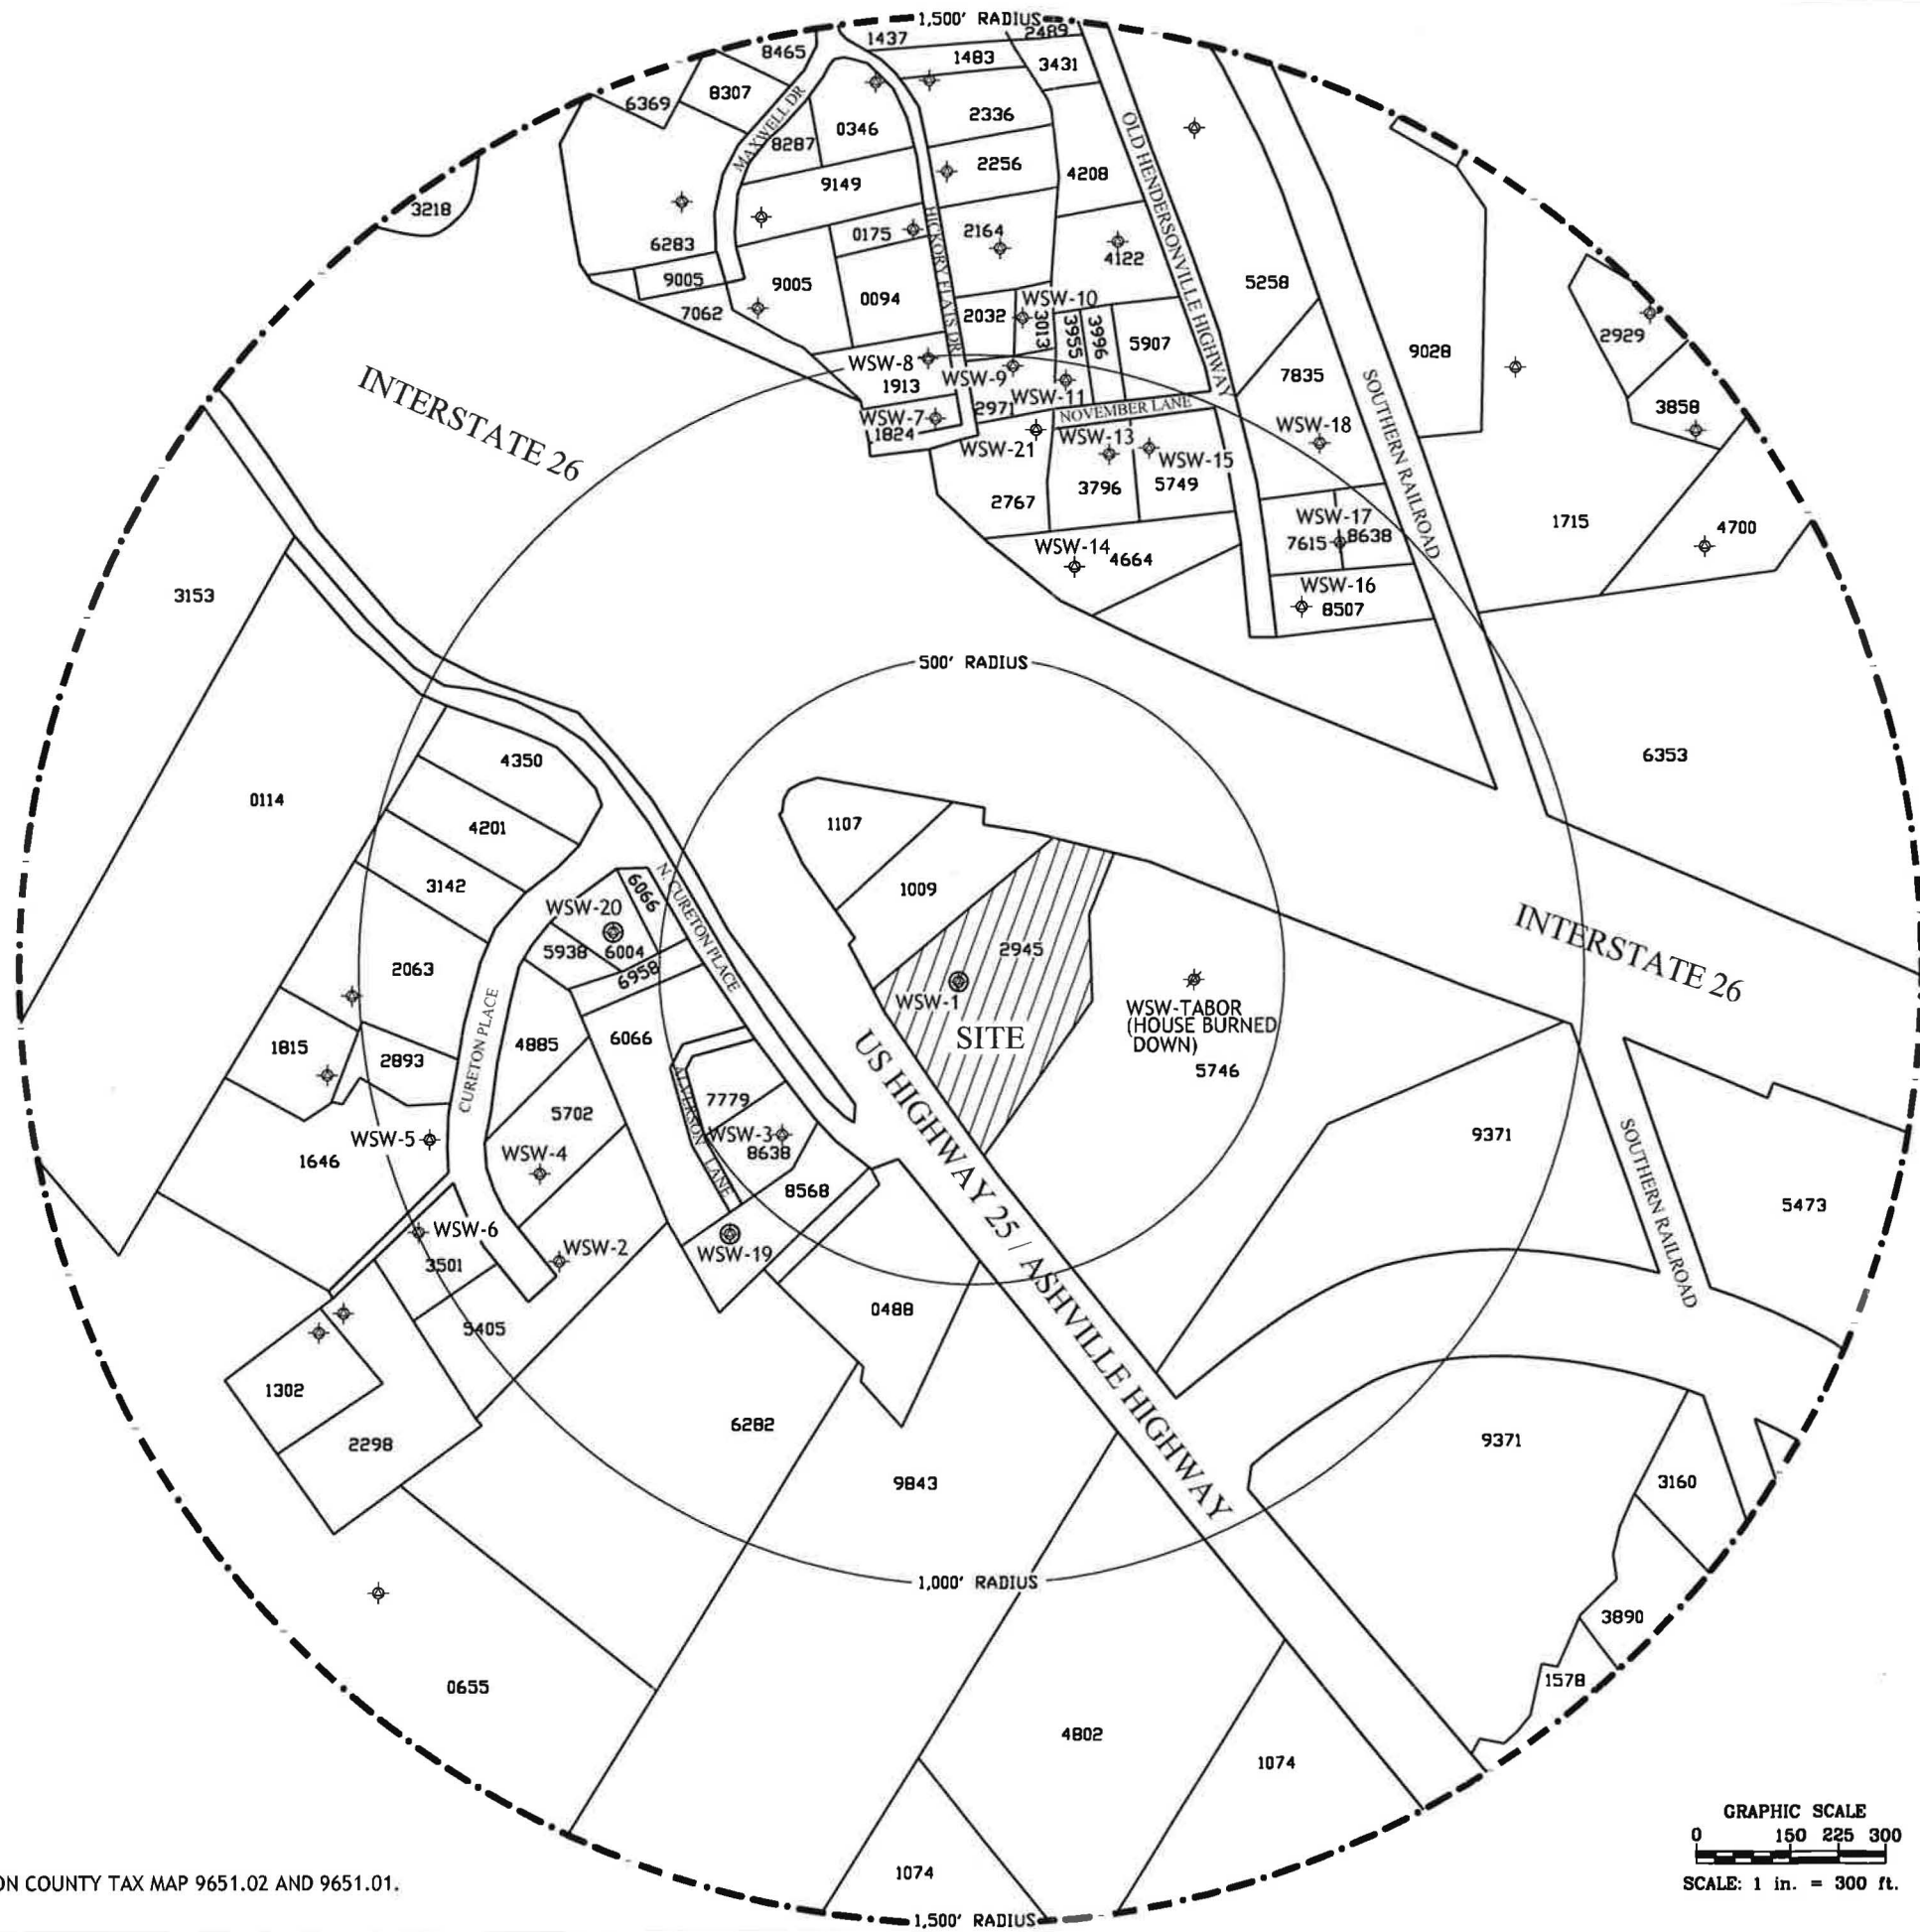 1,500' RADIUS
1437
2489
8465
1483
3431
8307
6369
2336
0346
MAXWELL DR
8287
OLD HENDERSONVILLE HIGHWAY
2256
4208
9149
3218
HICKORY FLATS DR
0175
2164
6283
4122
9005
9005
5258
0094
7062
WSW-10
2032
3013
3955
3996
5907
2929
9028
WSW-8
1913
WSW-9
7835
INTERSTATE 26
SOUTHERN RAILROAD
WSW-11
2971
NOVEMBER LANE
3858
WSW-7
1824
WSW-13
WSW-18
WSW-21
WSW-15
3796
5749
2767
WSW-17
7615
8638
1715
4700
WSW-14
4664
WSW-16
8507
3153
500' RADIUS
4350
6353
0114
1107
4201
3142
1009
6066
N. CURETON PLACE
WSW-20
5938
6004
6958
2945
INTERSTATE 26
2063
WSW-1
WSW-TABOR
(HOUSE BURNED
DOWN)
5746
SITE
CURETON PLACE
4885
6066
1815
2893
US HIGHWAY 25 / ASHVILLE HIGHWAY
7779
ALVERSON LANE
5702
WSW-3
8638
9371
WSW-5
1646
WSW-4
8568
5473
SOUTHERN RAILROAD
WSW-6
3501
WSW-2
WSW-19
0488
5405
1302
2298
6282
9843
9371
3160
1,000' RADIUS
3890
1578
0655
4802
1074
1074
GRAPHIC SCALE
0 150 225 300
SCALE: 1 in. = 300 ft.
ON COUNTY TAX MAP 9651.02 AND 9651.01.
1,500' RADIUS